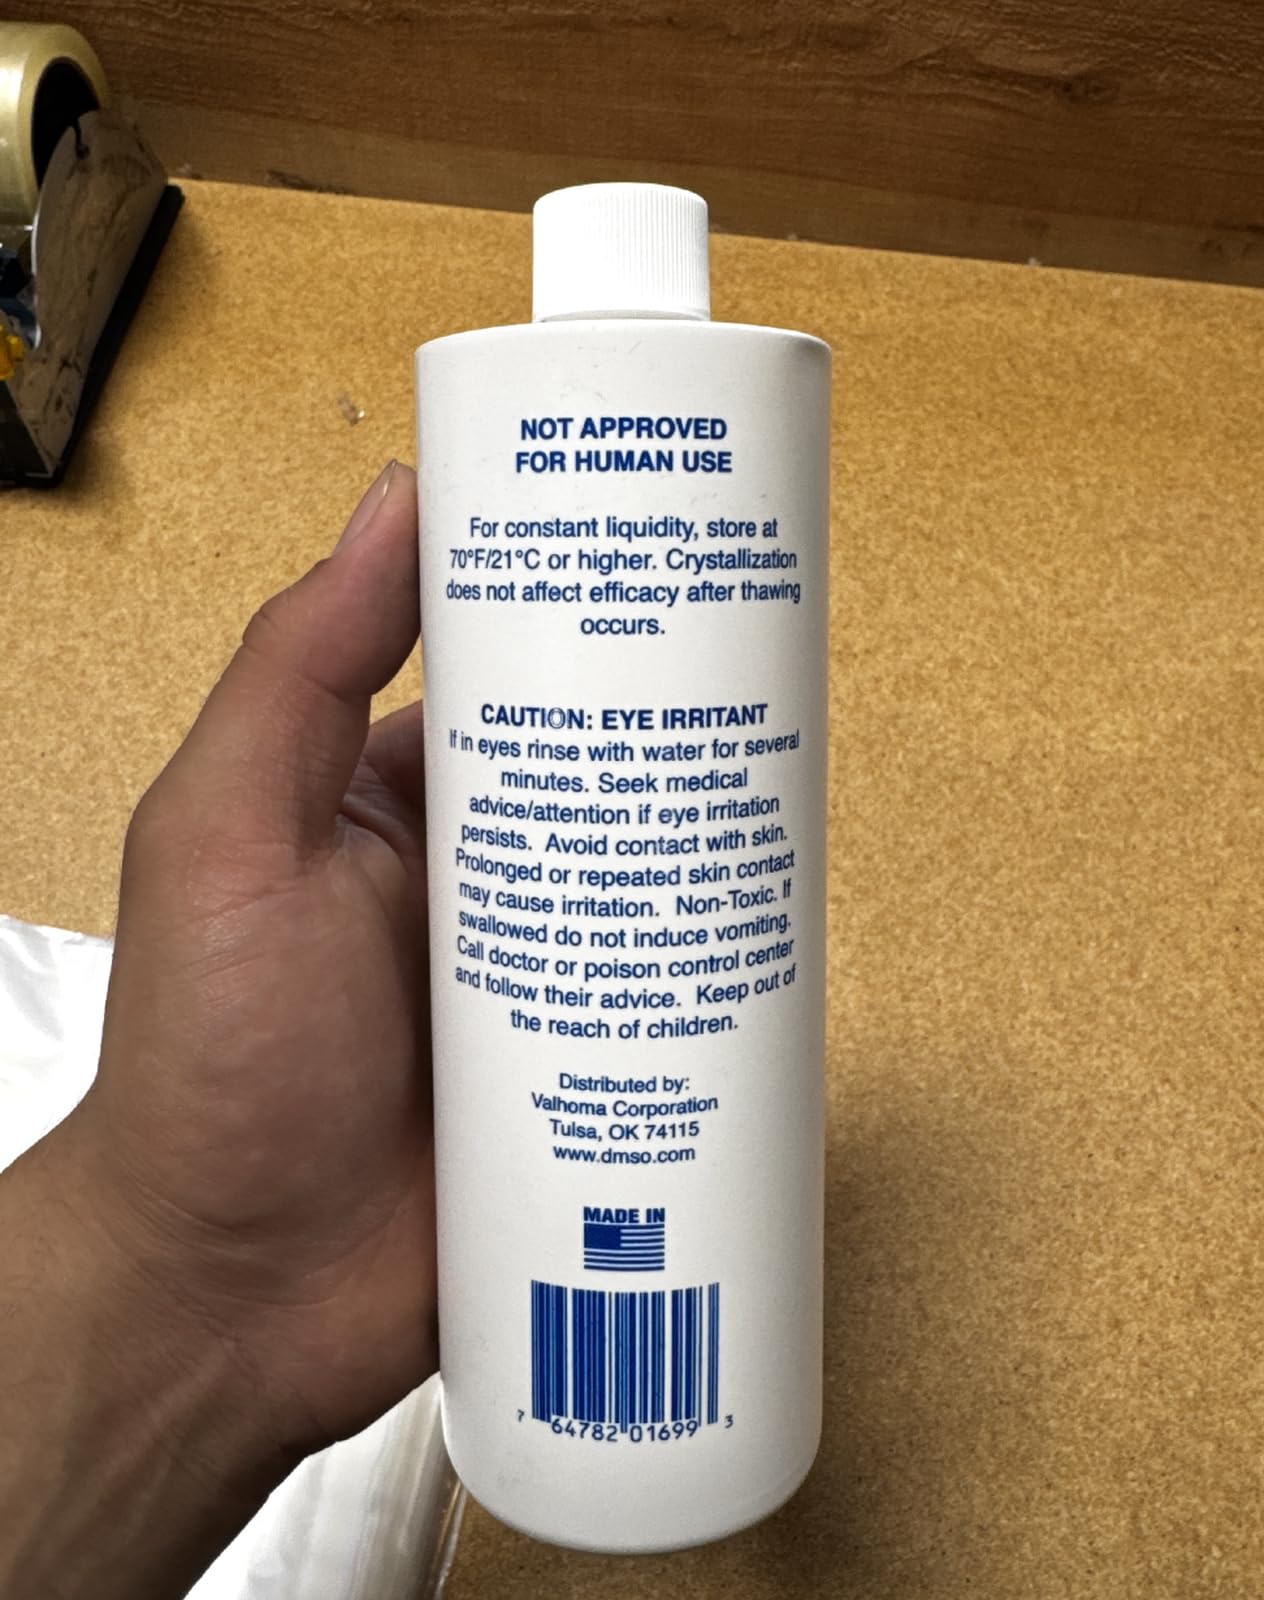 NOT APPROVED
FOR HUMAN USE
For constant liquidity, store at
70°F/21°C or higher. Crystallization
does not affect efficacy after thawing
occurs.
CAUTION: EYE IRRITANT
If in eyes rinse with water for several
minutes. Seek medical
advice/attention if eye irritation
persists. Avoid contact with skin.
Prolonged or repeated skin contact
may cause irritation. Non-Toxic. If
swallowed do not induce vomiting.
Call doctor or poison control center
and follow their advice. Keep out of
the reach of children.
Distributed by:
Valhoma Corporation
Tulsa, OK 74115
www.dmso.com
MADE IN
7 64782 01699 3